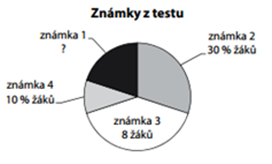 Známky z testu
známka 1
?
známka 2
30 % žáků
známka 4
10 % žáků
známka 3
8 žáků